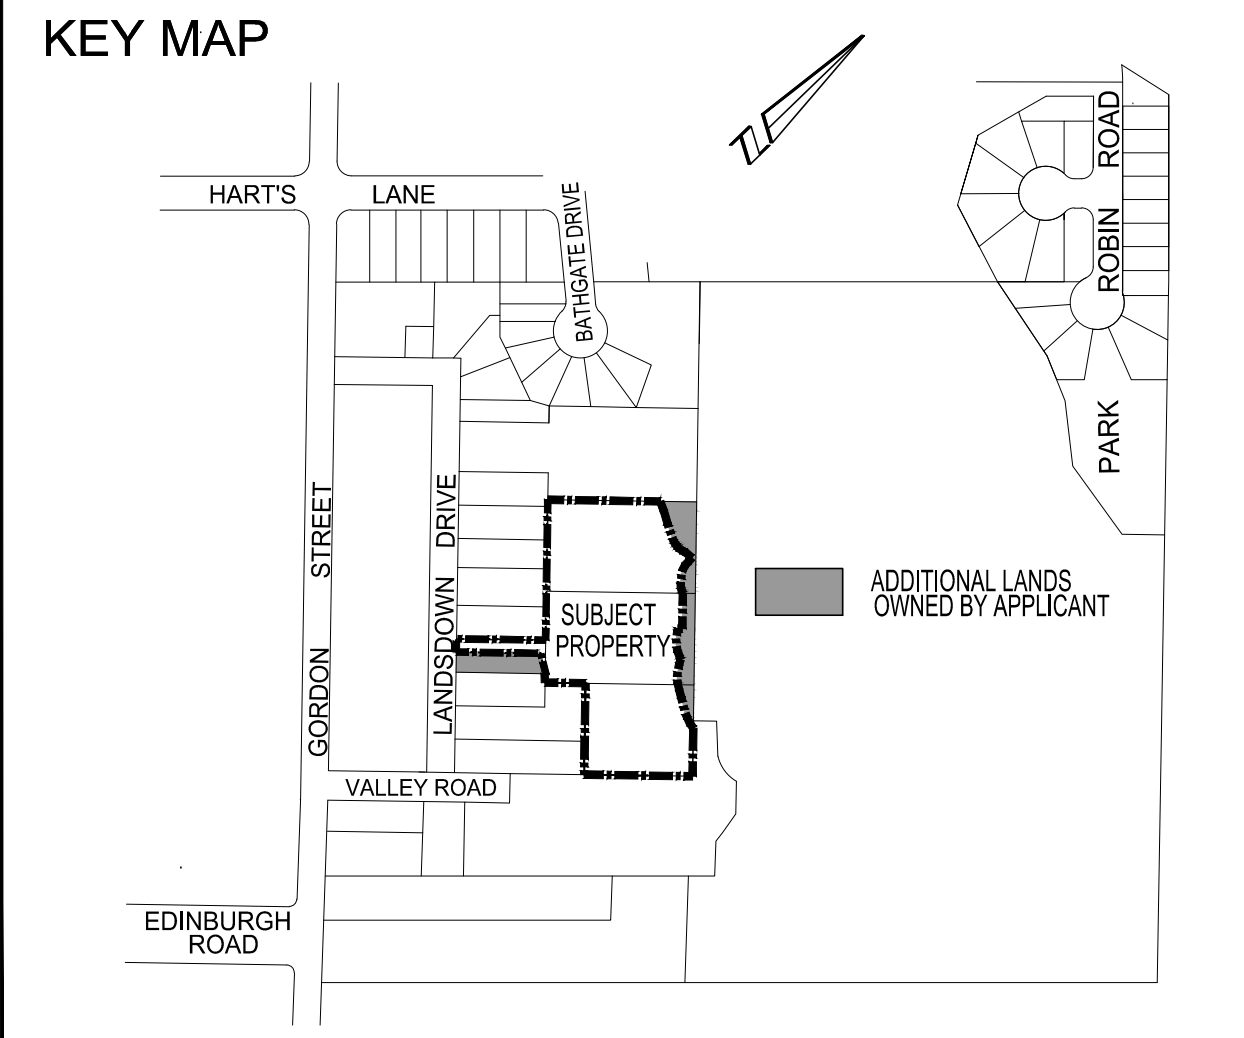 KEY MAP
HART'S LANE
BATHGATE DRIVE
ROBIN ROAD
PARK
GORDON STREET
LANDSDOWN DRIVE
SUBJECT
PROPERTY
ADDITIONAL LANDS
OWNED BY APPLICANT
VALLEY ROAD
EDINBURGH
ROAD